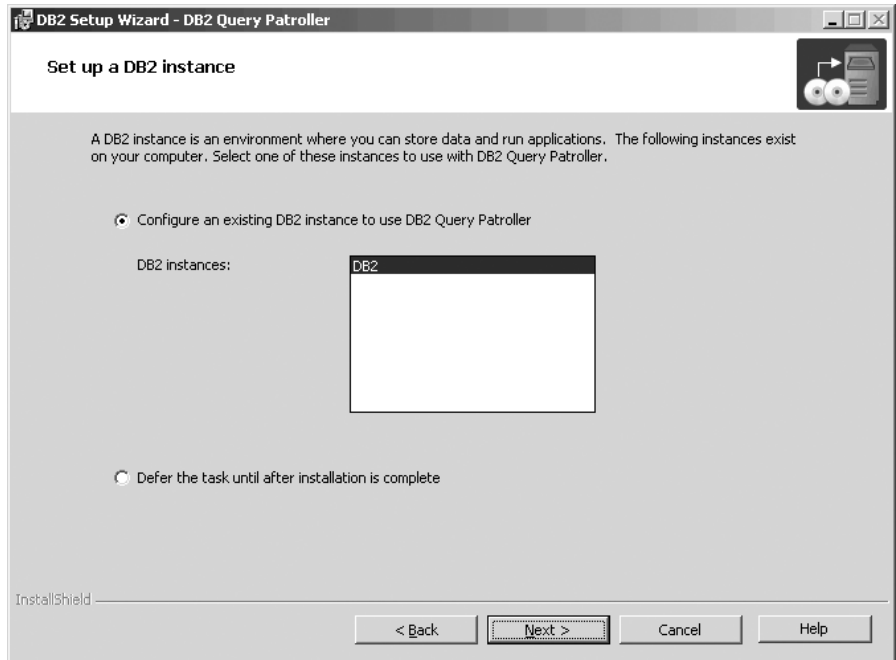 DB2 Setup Wizard - DB2 Query Patroller
Set up a DB2 instance
A DB2 instance is an environment where you can store data and run applications. The following instances exist
on your computer. Select one of these instances to use with DB2 Query Patroller.
Configure an existing DB2 instance to use DB2 Query Patroller
DB2 instances:
DB2
Defer the task until after installation is complete
InstallShield
< Back
Next >
Cancel
Help